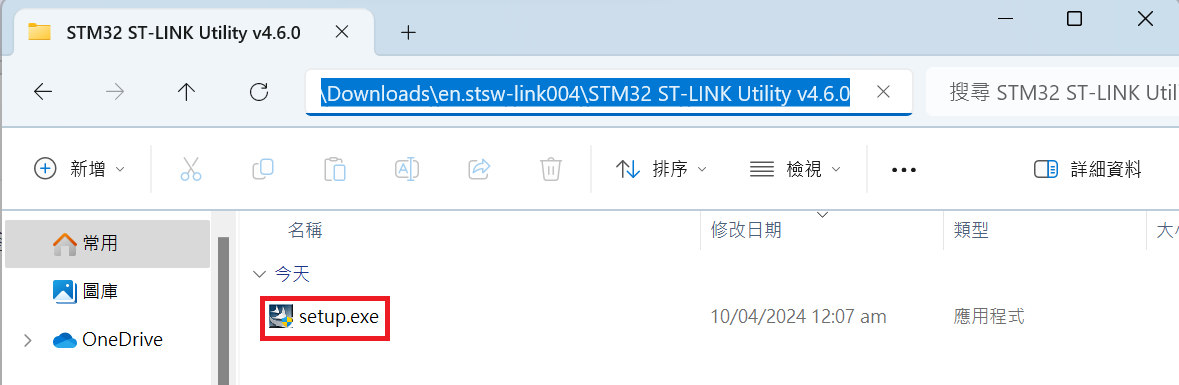 STM32 ST-LINK Utility v4.6.0
\Downloads\en.stsw-link004\STM32 ST-LINK Utility v4.6.0
搜尋 STM32 ST-LINK Util
新增
排序
檢視
詳細資料
名稱 修改日期 類型 大小
常用
今天
圖庫
setup.exe 10/04/2024 12:07 am 應用程式
OneDrive